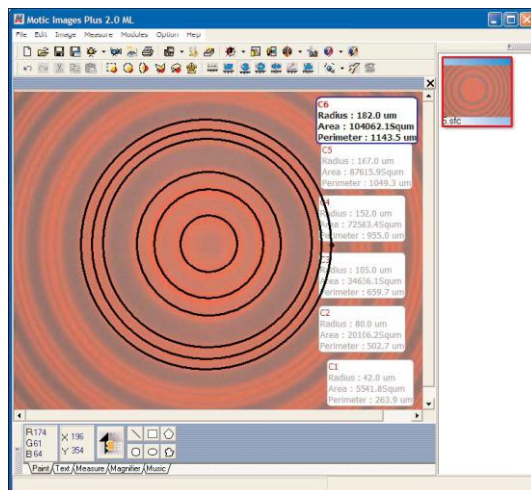 Motic Images Plus 2.0 ML
File Edit Image Measure Modules Option Help
C6
Radius : 182.0 um
Area : 104062.1Squm
Perimeter : 1143.5 um
C5
Radius : 167.0 um
Area : 87615.9Squm
Perimeter : 1049.3 um
C4
Radius : 152.0 um
Area : 72583.4Squm
Perimeter : 955.0 um
C3
Radius : 105.0 um
Area : 34636.1Squm
Perimeter : 659.7 um
C2
Radius : 80.0 um
Area : 20106.2Squm
Perimeter : 502.7 um
C1
Radius : 42.0 um
Area : 5541.8Squm
Perimeter : 263.9 um
5.sfc
R174
G61
B64
X 196
Y 354
Paint Text Measure Magnifier Music